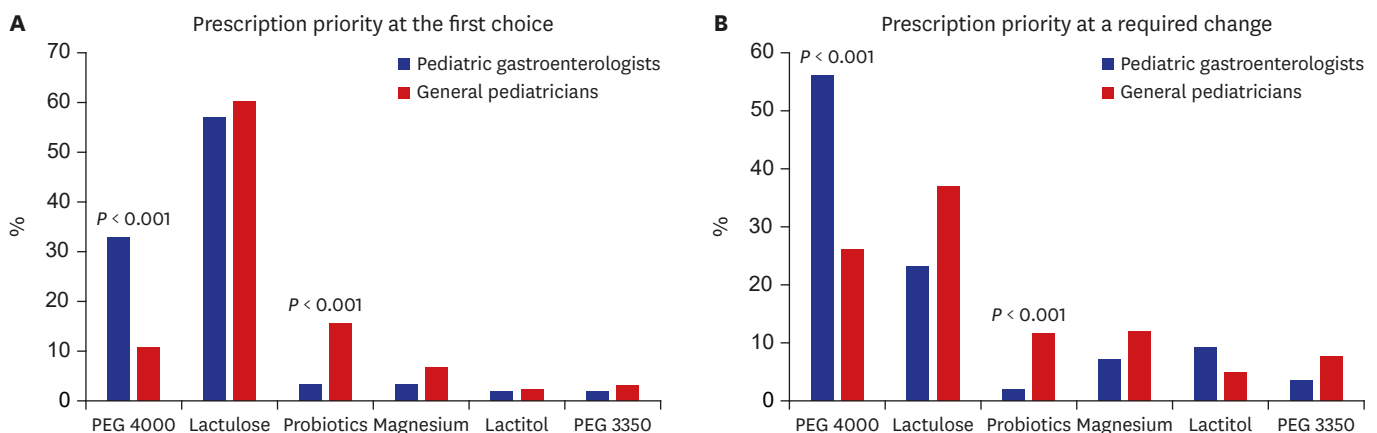 A Prescription priority at the first choice
70
60
50
40
30
20
10
0
%
Pediatric gastroenterologists
General pediatricians
P < 0.001
P < 0.001
PEG 4000 Lactulose Probiotics Magnesium Lactitol PEG 3350
B Prescription priority at a required change
60
50
40
30
20
10
0
%
P < 0.001
Pediatric gastroenterologists
General pediatricians
P < 0.001
PEG 4000 Lactulose Probiotics Magnesium Lactitol PEG 3350